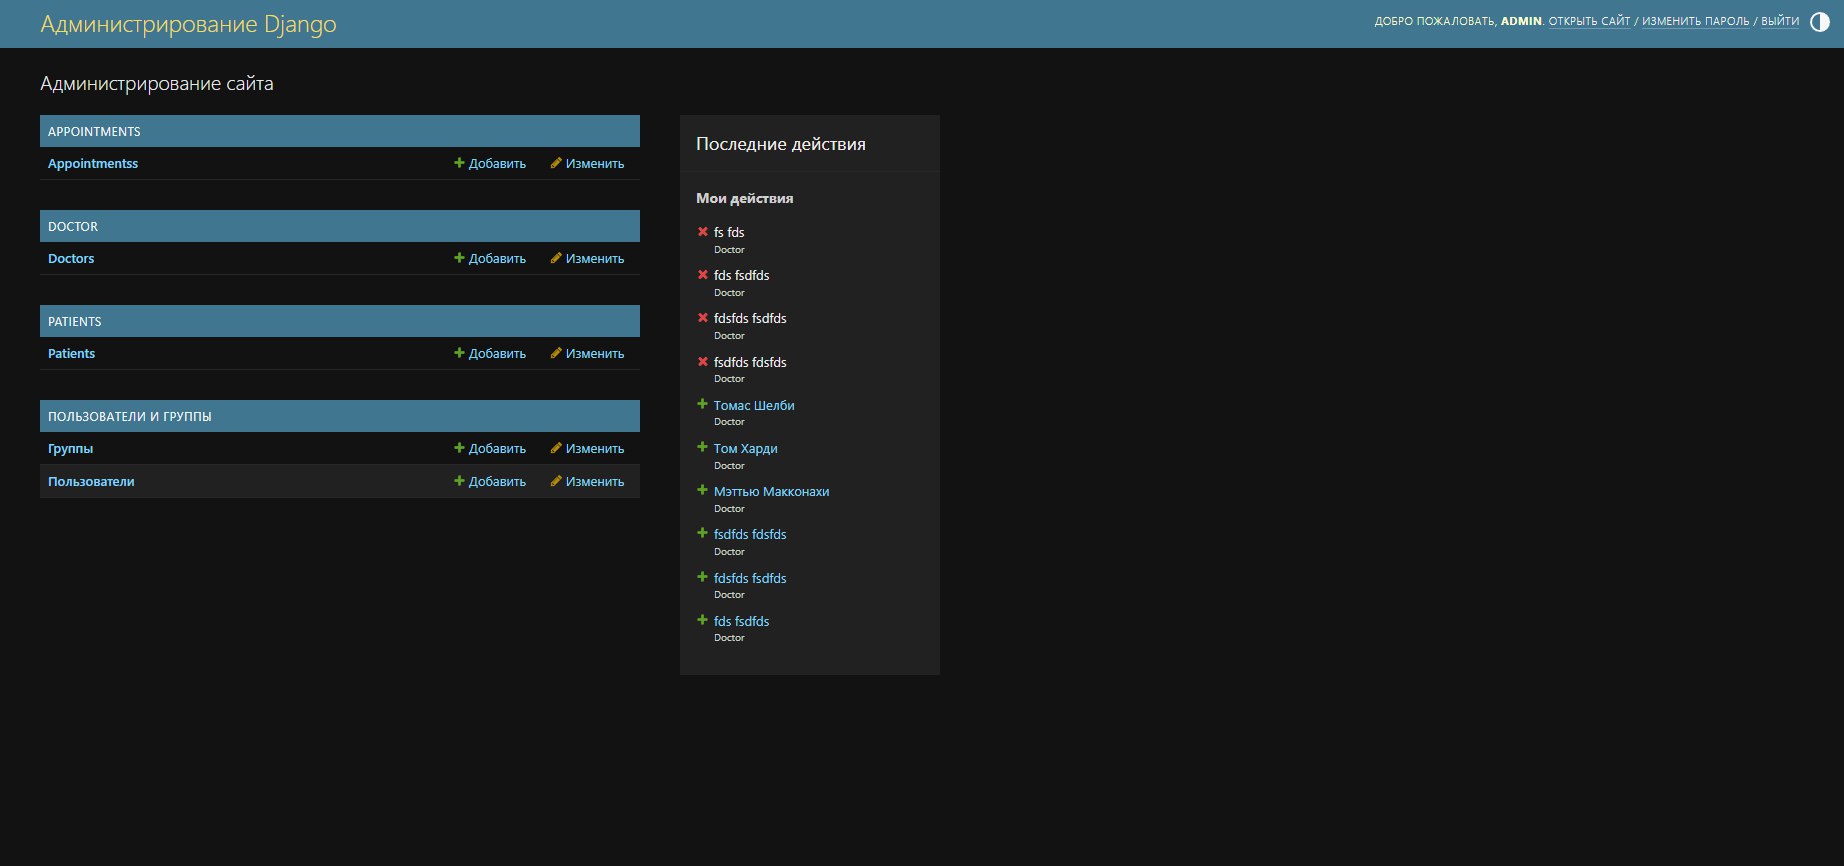 Администрирование Django
ДОБРО ПОЖАЛОВАТЬ, ADMIN. ОТКРЫТЬ САЙТ / ИЗМЕНИТЬ ПАРОЛЬ / ВЫЙТИ
Администрирование сайта
APPOINTMENTS
Appointmentss Добавить Изменить
DOCTOR
Doctors Добавить Изменить
PATIENTS
Patients Добавить Изменить
ПОЛЬЗОВАТЕЛИ И ГРУППЫ
Группы Добавить Изменить
Пользователи Добавить Изменить
Последние действия
Мои действия
fs fds
Doctor
fds fsdfds
Doctor
fdsfds fsdfds
Doctor
fsdfds fdsfds
Doctor
Томас Шелби
Doctor
Том Харди
Doctor
Мэттью Макконахи
Doctor
fsdfds fdsfds
Doctor
fdsfds fsdfds
Doctor
fds fsdfds
Doctor